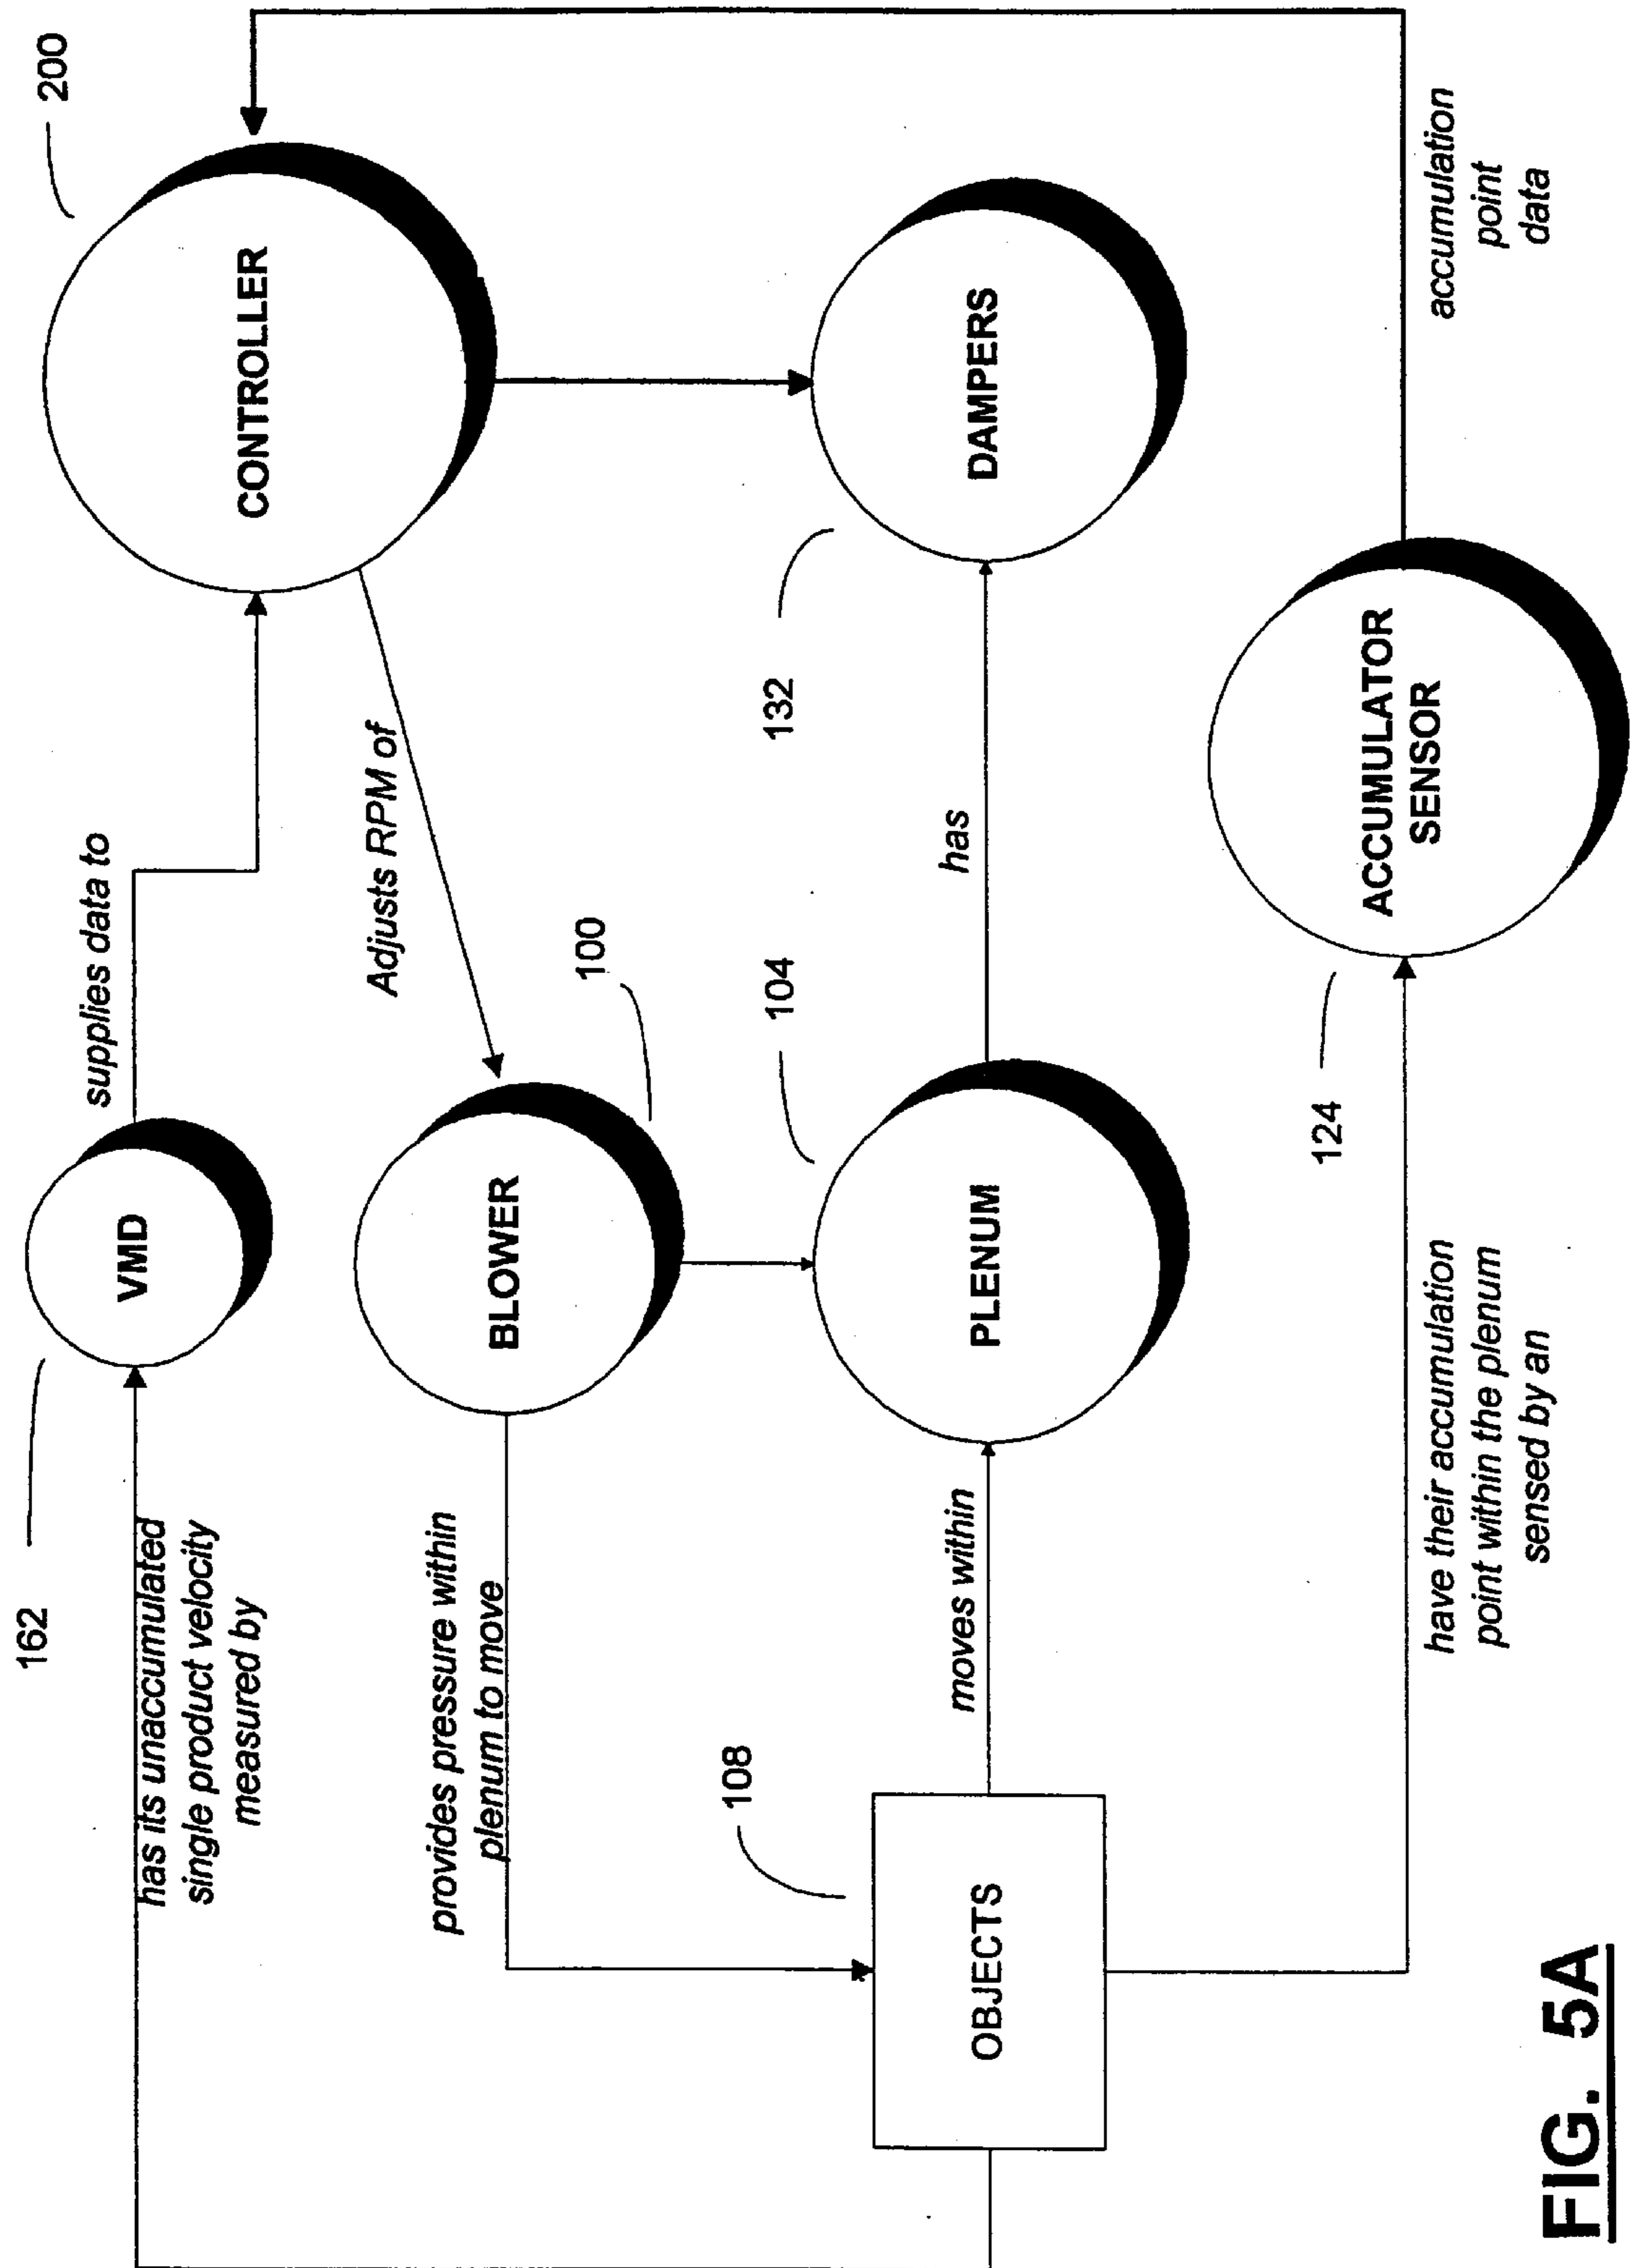 162
VMD
has its unaccumulated
single product velocity
measured by
supplies data to
200
CONTROLLER
Adjusts RPM of
BLOWER
100
provides pressure within
plenum to move
108
OBJECTS
moves within
104
PLENUM
has
132
DAMPERS
124
ACCUMULATOR
SENSOR
have their accumulation
point within the plenum
sensed by an
accumulation
point
data
FIG. 5A